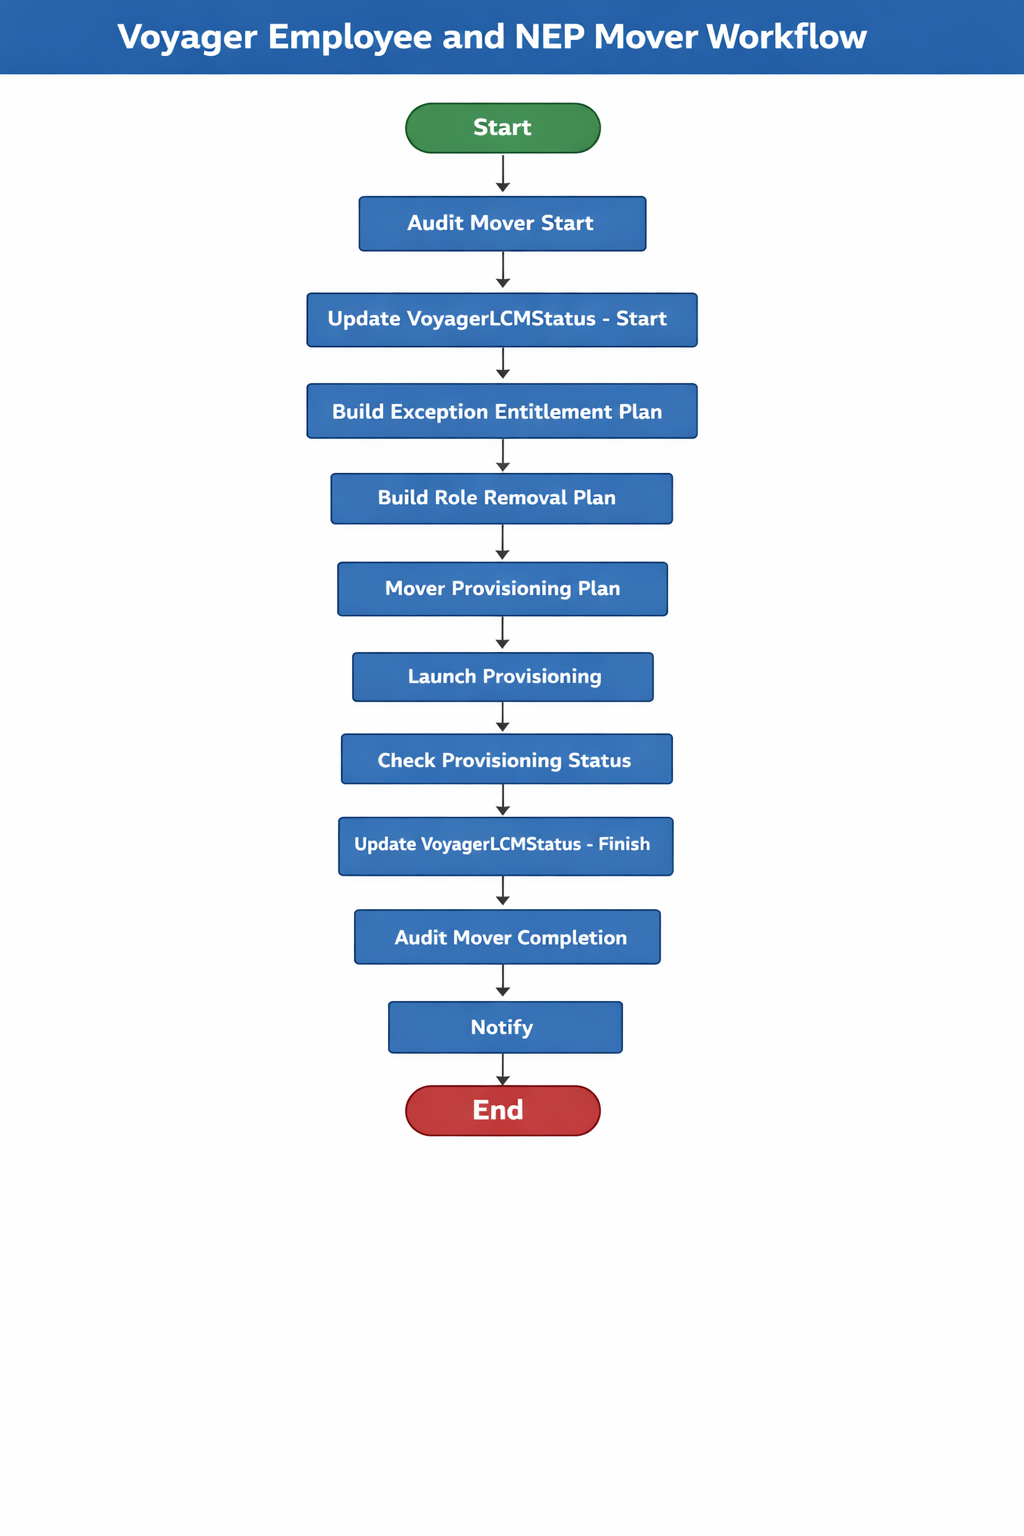 Voyager Employee and NEP Mover Workflow
Start
Audit Mover Start
Update VoyagerLCMStatus - Start
Build Exception Entitlement Plan
Build Role Removal Plan
Mover Provisioning Plan
Launch Provisioning
Check Provisioning Status
Update VoyagerLCMStatus - Finish
Audit Mover Completion
Notify
End